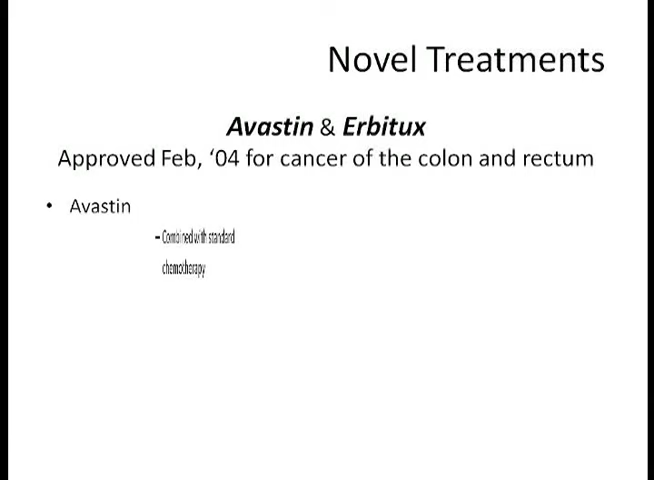 Novel Treatments
Avastin & Erbitux
Approved Feb, ‘04 for cancer of the colon and rectum
• Avastin
– Combined with standard
chemotherapy